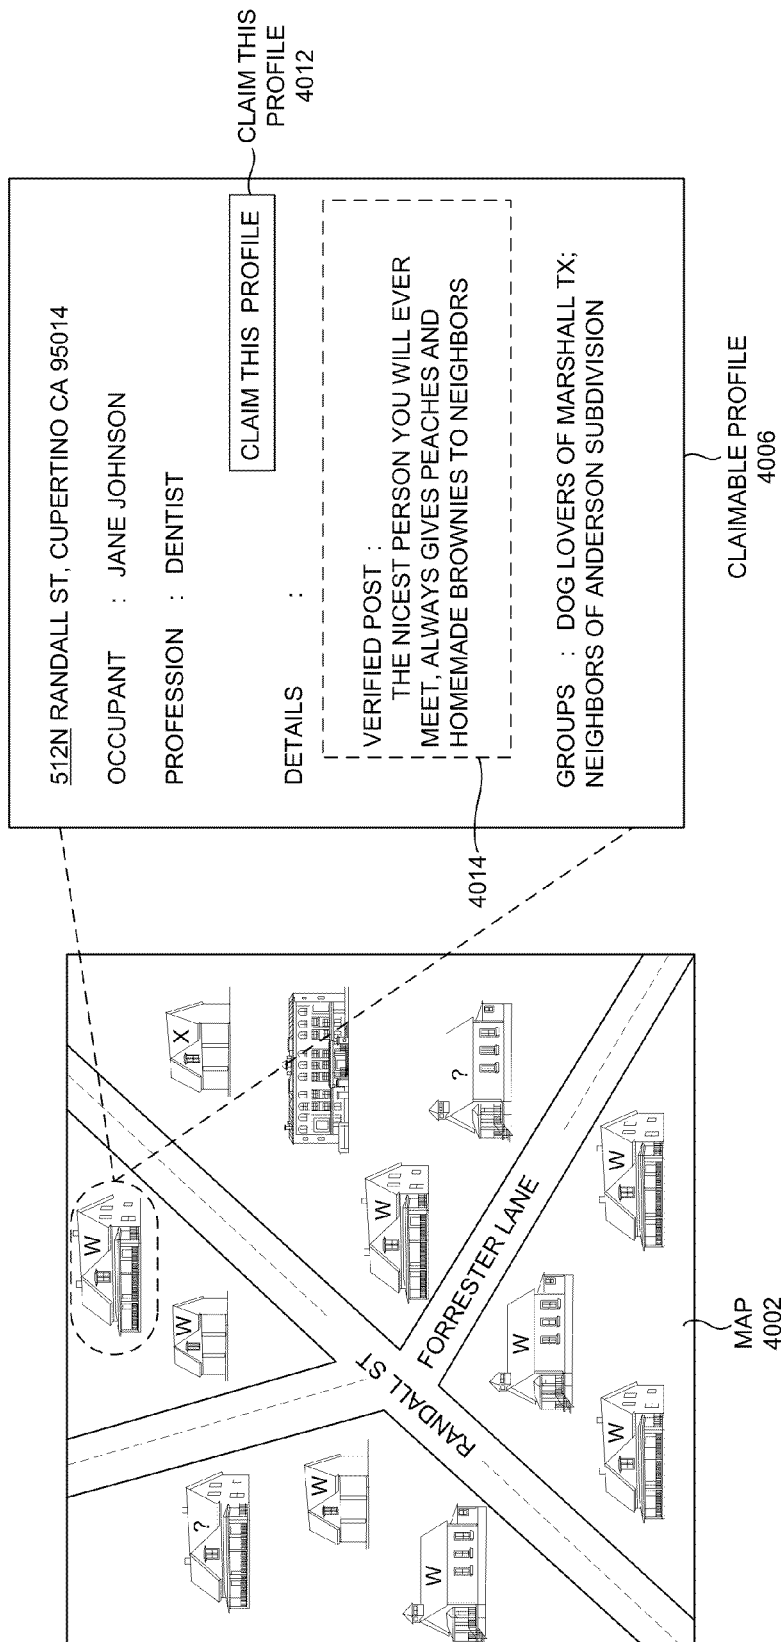 512N RANDALL ST, CUPERTINO CA 95014
OCCUPANT : JANE JOHNSON
PROFESSION : DENTIST
CLAIM THIS PROFILE
DETAILS :
VERIFIED POST :
THE NICEST PERSON YOU WILL EVER
MEET, ALWAYS GIVES PEACHES AND
HOMEMADE BROWNIES TO NEIGHBORS
GROUPS : DOG LOVERS OF MARSHALL TX;
NEIGHBORS OF ANDERSON SUBDIVISION
CLAIM THIS
PROFILE
4012
4014
CLAIMABLE PROFILE
4006
W
X
W
?
W
W
?
W
RANDALL ST
FORRESTER LANE
W
W
W
W
MAP
4002